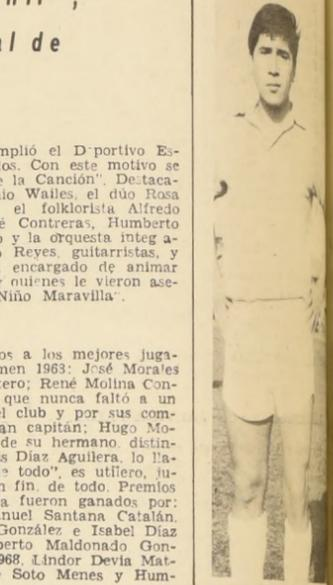 al de
mplió el D portivo Es-
los. Con este motivo se
e la Canción". Destaca-
nio Wailes, el dúo Rosa
el folklorista Alfredo
é Contreras, Humberto
o y la orquesta integ a-
o Reyes, guitarristas, y
encargado de animar
y quienes le vieron ase-
Niño Maravilla".
os a los mejores juga-
men 1963: José Morales
tero; René Molina Con-
que nunca faltó a un
el club y por sus com-
an capitán; Hugo Mo-
de su hermano, distin-
s Díaz Aguilera, lo lla-
e todo", es utilero, ju-
n fin, de todo. Premios
a fueron ganados por:
nuel Santana Catalán,
González e Isabel Díaz
berto Maldonado Gon-
968, Lindor Devia Mat-
Soto Menes y Hum-